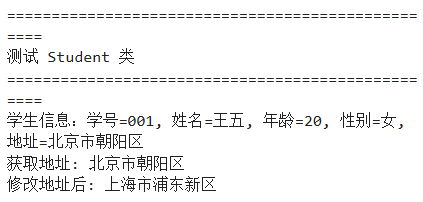 ==============================================
====
测试 Student 类
==============================================
====
学生信息：学号=001, 姓名=王五, 年龄=20, 性别=女,
地址=北京市朝阳区
获取地址: 北京市朝阳区
修改地址后: 上海市浦东新区